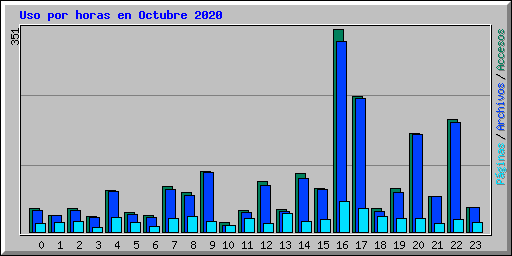 Uso por horas en Octubre 2020
351
Páginas / Archivos / Accesos
0 1 2 3 4 5 6 7 8 9 10 11 12 13 14 15 16 17 18 19 20 21 22 23